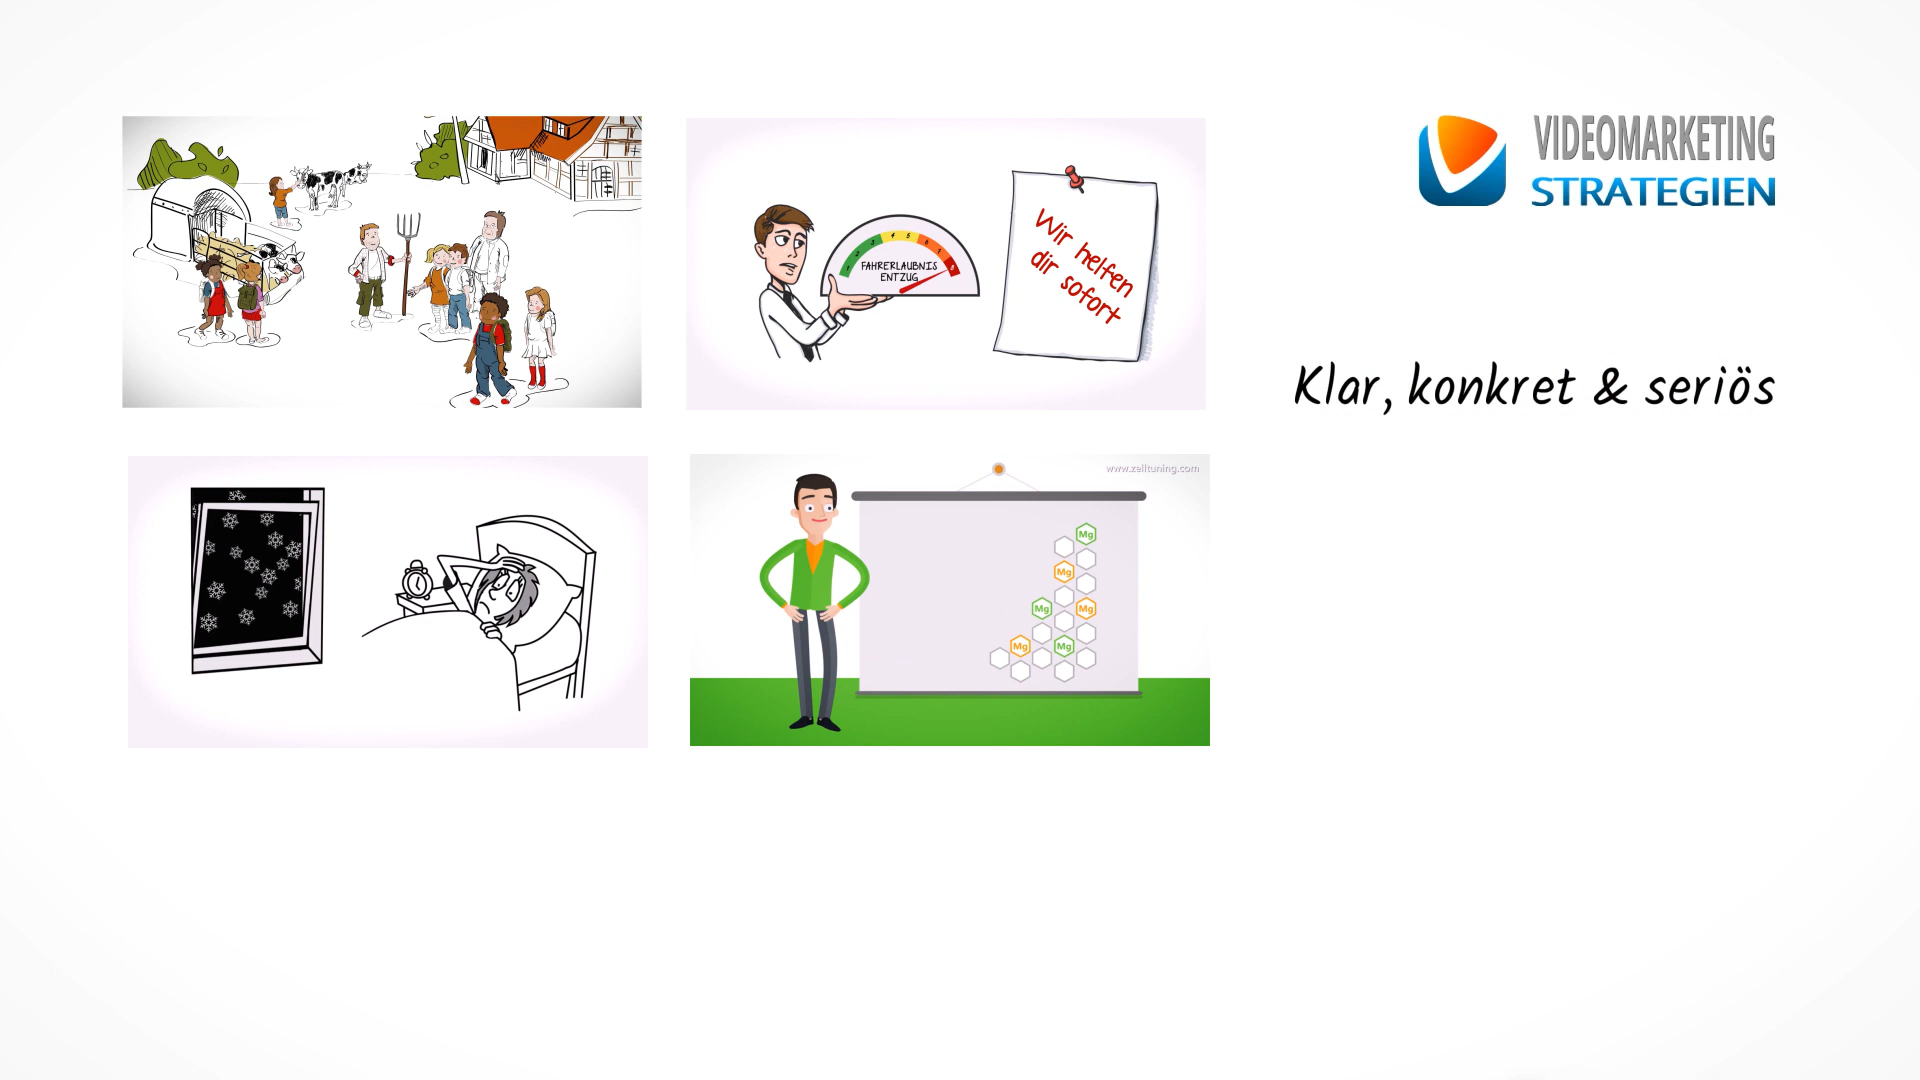 VIDEOMARKETING
STRATEGIEN
FAHRERLAUBNIS
ENTZUG
Wir helfen
dir sofort
Klar, konkret & seriös
www.zelltuning.com
Mg
Mg
Mg
Mg
Mg
Mg